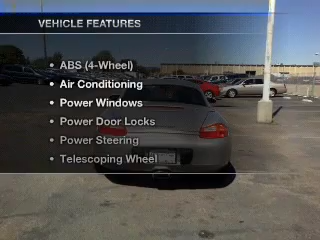 VEHICLE FEATURES
• ABS (4-Wheel)
• Air Conditioning
• Power Windows
• Power Door Locks
• Power Steering
• Telescoping Wheel